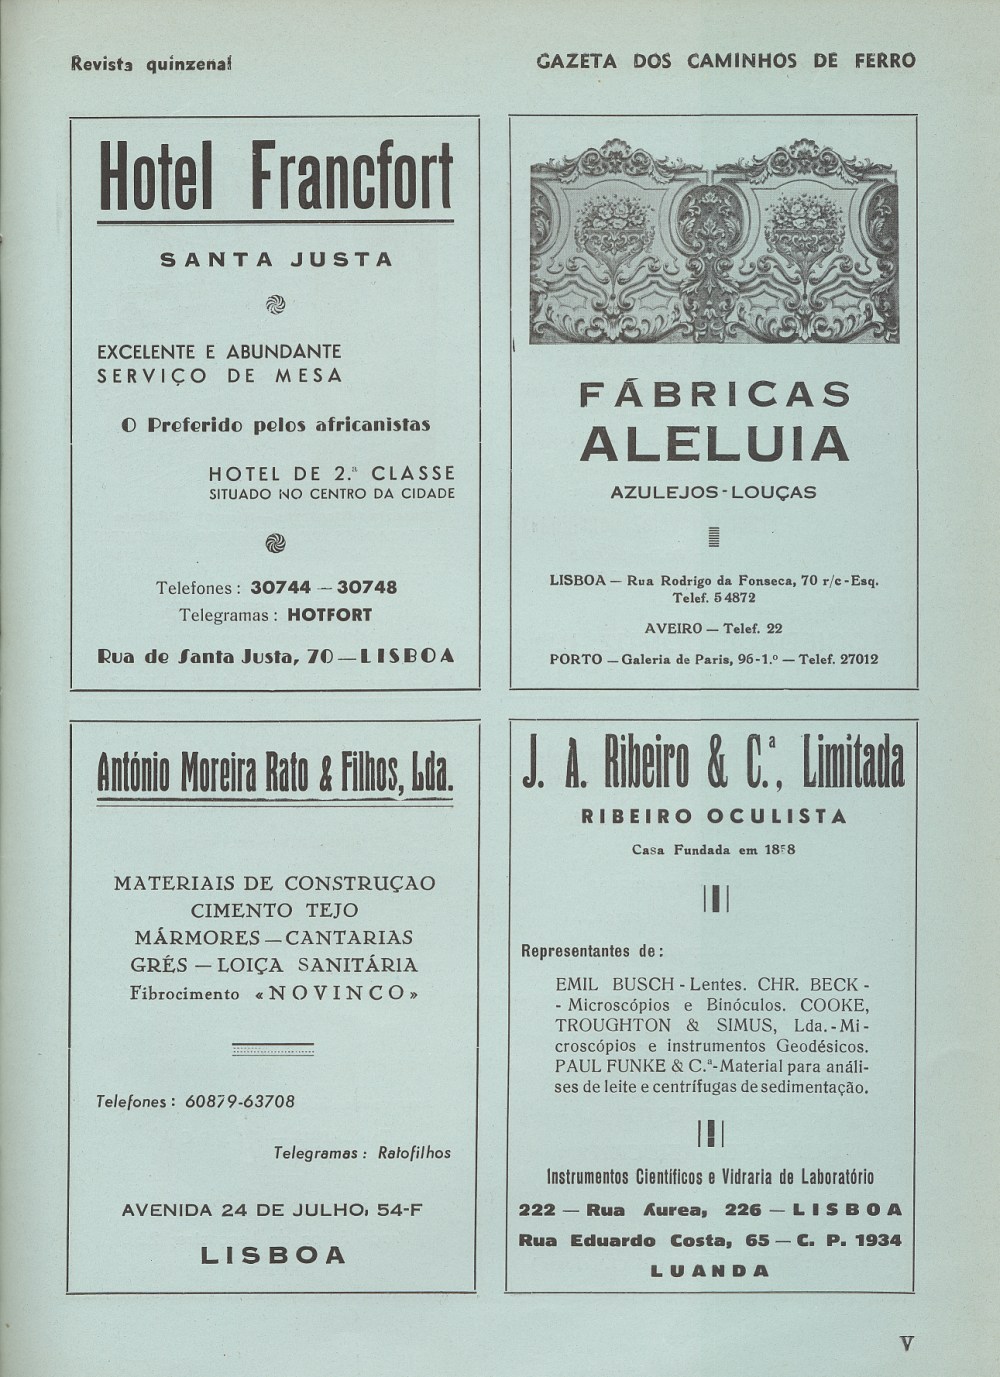 Revista quinzenal
GAZETA DOS CAMINHOS DE FERRO
Hotel Francfort
SANTA JUSTA
EXCELENTE E ABUNDANTE
SERVIÇO DE MESA
O Preferido pelos africanistas
HOTEL DE 2.ª CLASSE
SITUADO NO CENTRO DA CIDADE
Telefones: 30744 — 30748
Telegramas: HOTFORT
Rua de Santa Justa, 70 — LISBOA
FÁBRICAS
ALELUIA
AZULEJOS - LOUÇAS
LISBOA — Rua Rodrigo da Fonseca, 70 r/c-Esq.
Telef. 54872
AVEIRO — Telef. 22
PORTO — Galeria de Paris, 96-1.º — Telef. 27012
António Moreira Rato & Filhos, Lda.
MATERIAIS DE CONSTRUÇAO
CIMENTO TEJO
MÁRMORES — CANTARIAS
GRÉS — LOIÇA SANITÁRIA
Fibrocimento «NOVINCO»
Telefones: 60879-63708
Telegramas: Ratofilhos
AVENIDA 24 DE JULHO, 54-F
LISBOA
J. A. Ribeiro & C.ª, Limitada
RIBEIRO OCULISTA
Casa Fundada em
Representantes de:
EMIL BUSCH - Lentes. CHR. BECK -
- Microscópios e Binóculos. COOKE,
TROUGHTON & SIMUS, Lda. - Mi-
croscópios e instrumentos Geodésicos.
PAUL FUNKE & C.ª - Material para análi-
ses de leite e centrífugas de sedimentação.
Instrumentos Científicos e Vidraria de Laboratório
222 — Rua Áurea, 226 — LISBOA
Rua Eduardo Costa, 65 — C. P. 1934
LUANDA
V